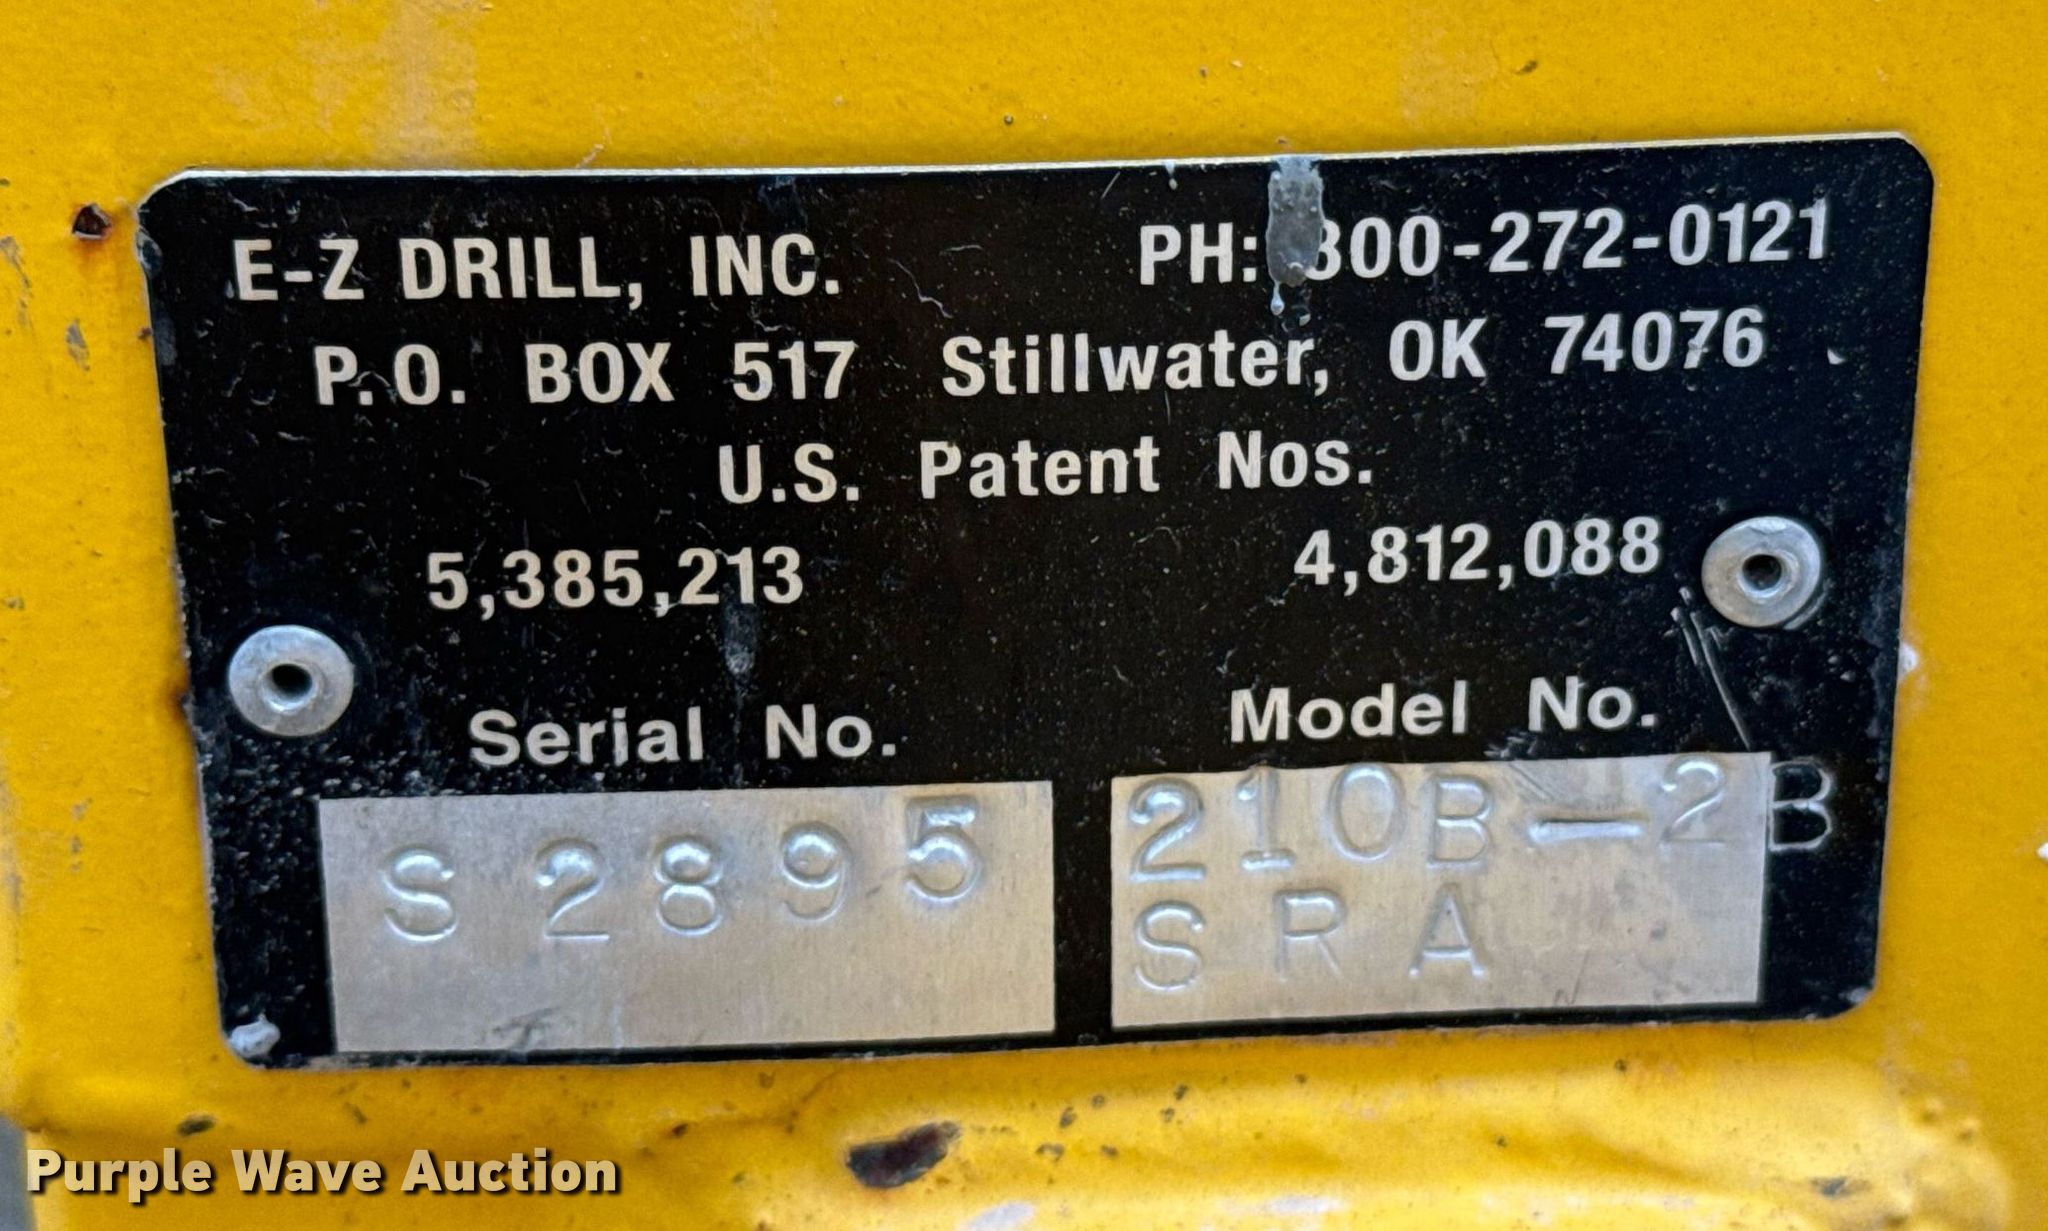 E-Z DRILL, INC. PH: 800-272-0121
P.O. BOX 517 Stillwater, OK 74076
U.S. Patent Nos.
5,385,213 4,812,088
Serial No. Model No.
S2895 210B-2B
SRA
Purple Wave Auction